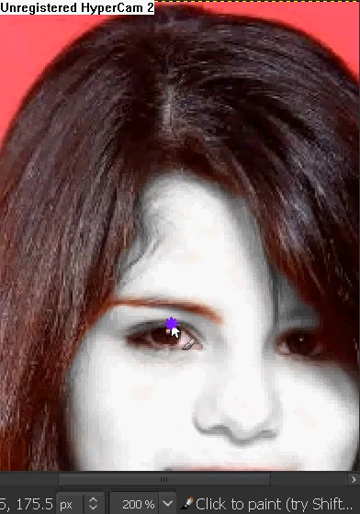 Unregistered HyperCam 2
5, 175.5 px 200 % Click to paint (try Shift...